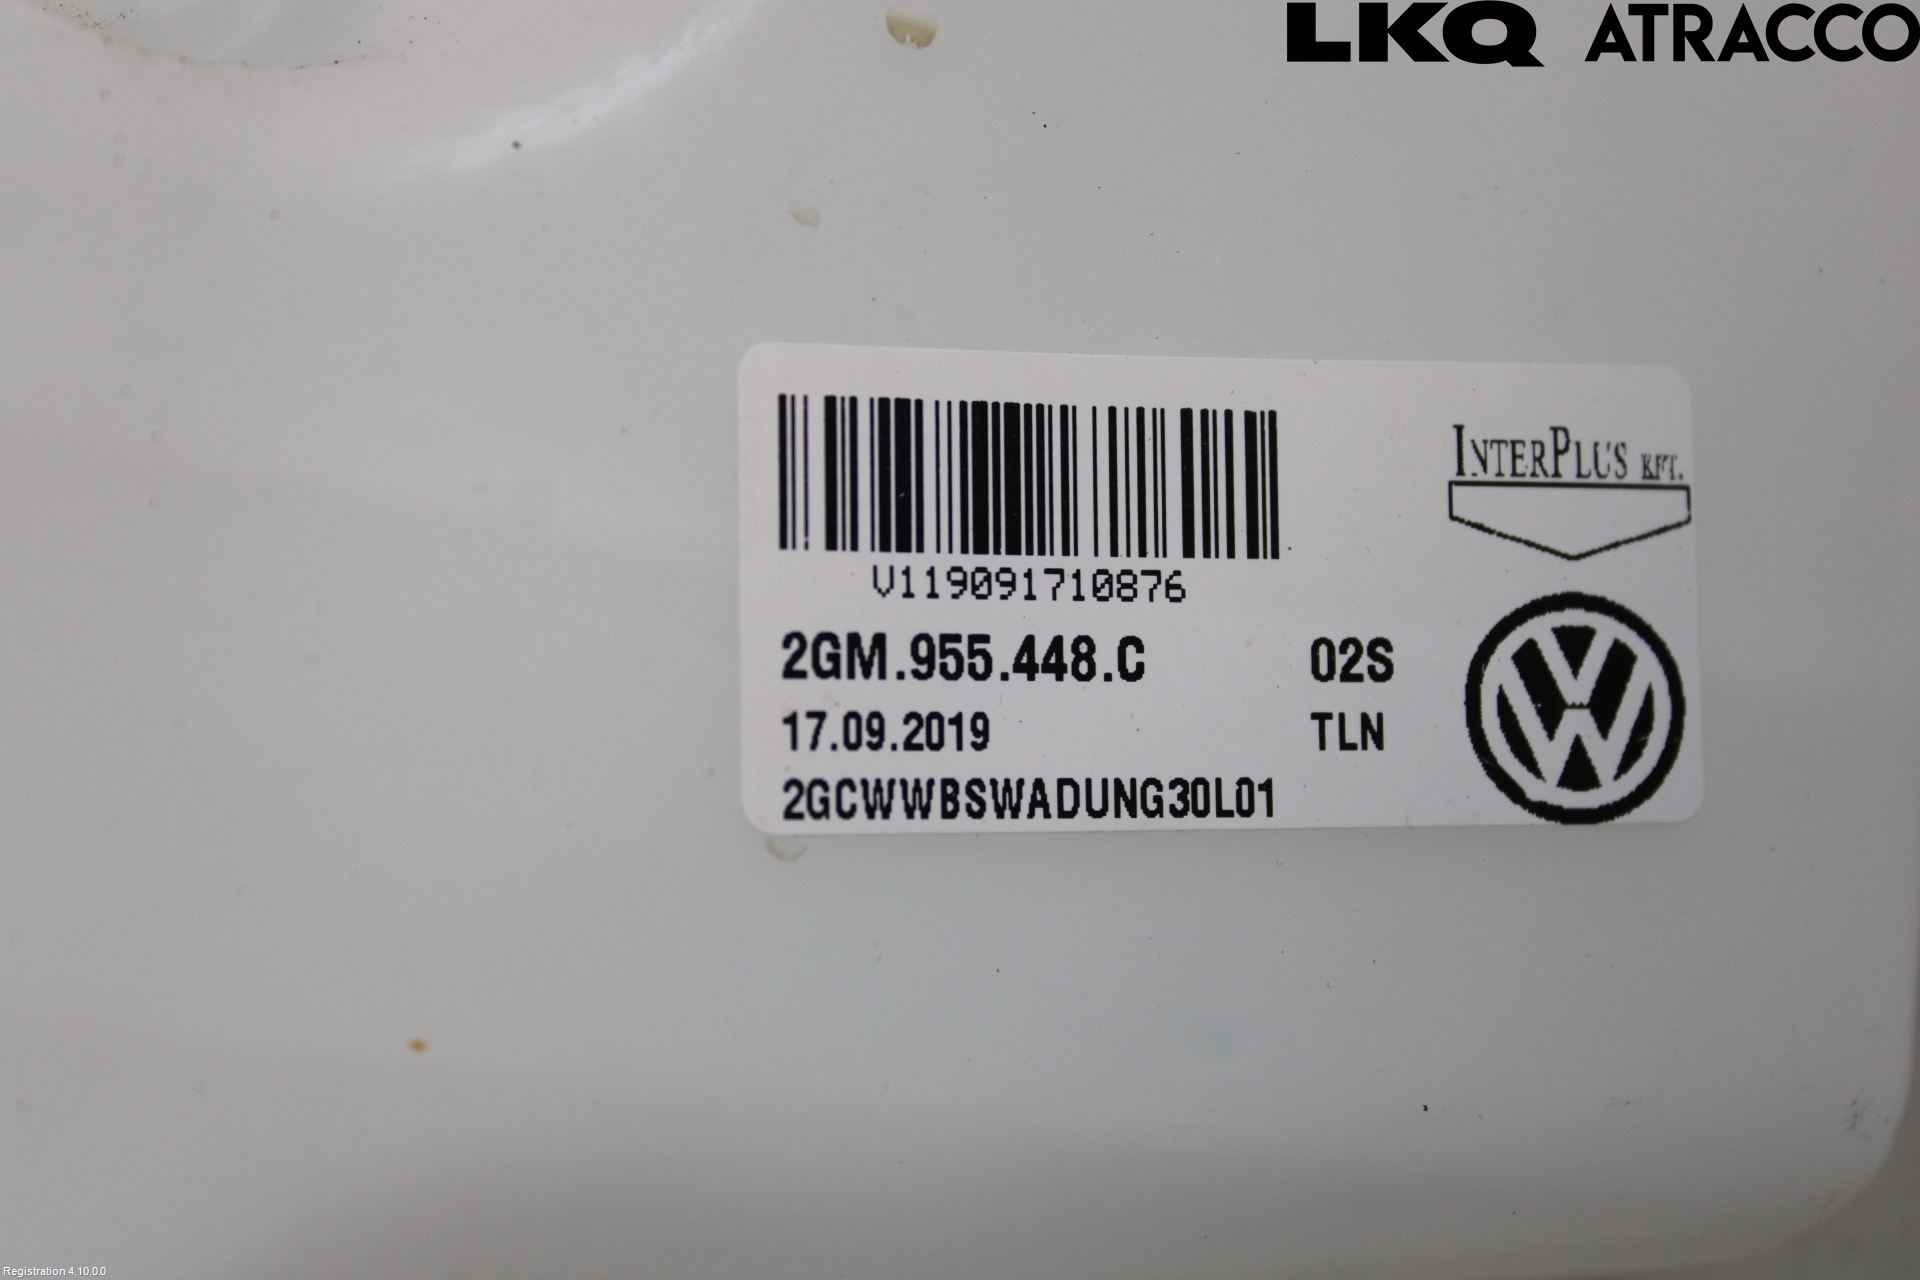 LKQ ATRACCO
INTERPLUS KFT.
V119091710876
2GM.955.448.C 02S
17.09.2019 TLN
2GCWWBSWADUNG30L01
Registration 4.10.0.0